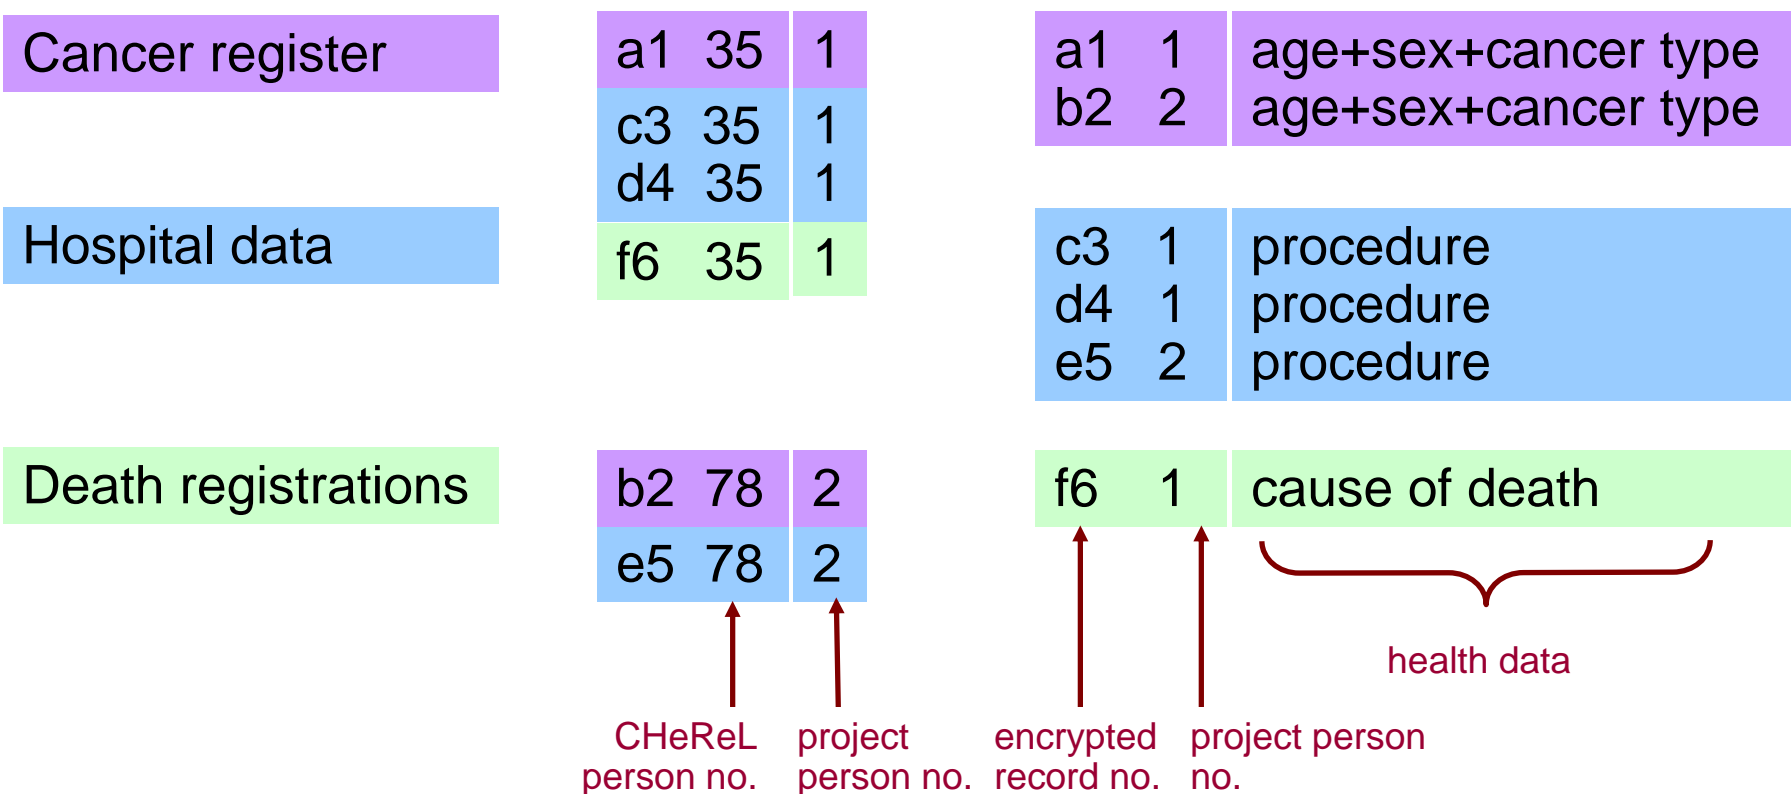 Cancer register
Hospital data
Death registrations
a1 35 1
c3 35 1
d4 35 1
f6 35 1
b2 78 2
e5 78 2
CHeReL
person no.
project
person no.
a1 1 age+sex+cancer type
b2 2 age+sex+cancer type
c3 1 procedure
d4 1 procedure
e5 2 procedure
f6 1 cause of death
health data
encrypted
record no.
project person
no.